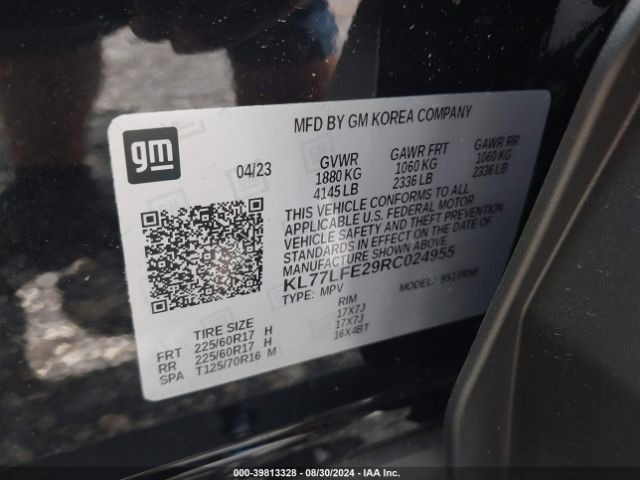 gm
MFD BY GM KOREA COMPANY
04/23
GVWR
1880 KG
4145 LB
GAWR FRT
1060 KG
2336 LB
GAWR RR
1060 KG
2336 LB
THIS VEHICLE CONFORMS TO ALL
APPLICABLE U.S. FEDERAL MOTOR
VEHICLE SAFETY AND THEFT PREVENTION
STANDARDS IN EFFECT ON THE DATE OF
MANUFACTURE SHOWN ABOVE.
KL77LFE29RC024955
TYPE: MPV MODEL: 951TR58
TIRE SIZE RIM
FRT 225/60R17 H 17X7J
RR 225/60R17 H 17X7J
SPA T125/70R16 M 16X4BT
000-39813328 - 08/30/2024 - IAA Inc.